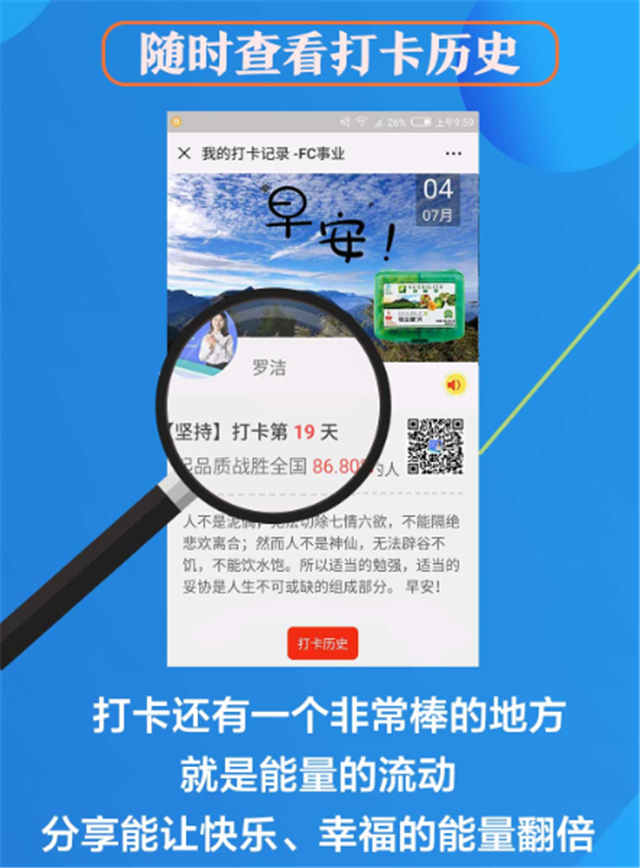 随时查看打卡历史
26% 上午9:59
我的打卡记录 -FC事业
早安！
04
07月
罗洁
【坚持】打卡第 19 天
起品质战胜全国 86.80% 的人
人不是泥偶，无法切除七情六欲，不能隔绝
悲欢离合；然而人不是神仙，无法辟谷不
饥，不能饮水饱。所以适当的勉强，适当的
妥协是人生不可或缺的组成部分。 早安！
打卡历史
打卡还有一个非常棒的地方
就是能量的流动
分享能让快乐、幸福的能量翻倍